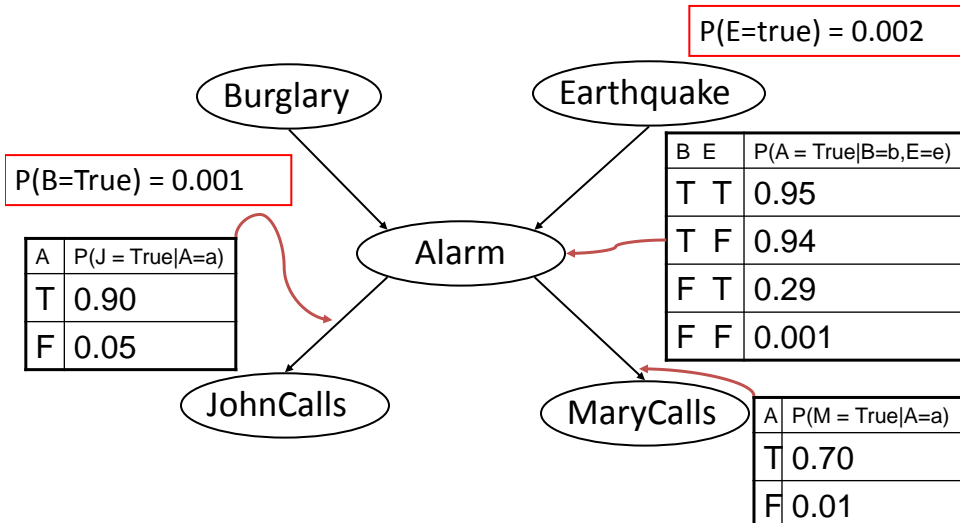 P(E=true) = 0.002
Burglary
Earthquake
P(B=True) = 0.001
B E P(A = True|B=b,E=e)
T T 0.95
T F 0.94
F T 0.29
F F 0.001
Alarm
A P(J = True|A=a)
T 0.90
F 0.05
JohnCalls
MaryCalls
A P(M = True|A=a)
T 0.70
F 0.01